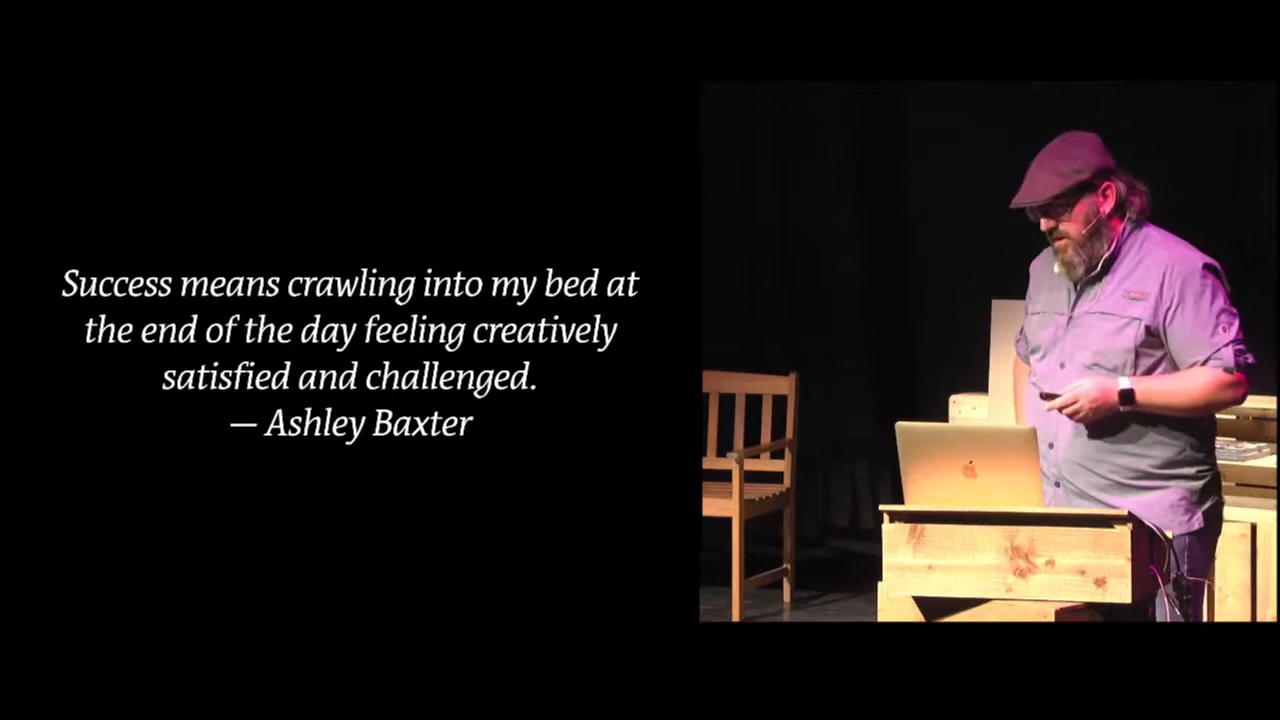 Success means crawling into my bed at
the end of the day feeling creatively
satisfied and challenged.
— Ashley Baxter